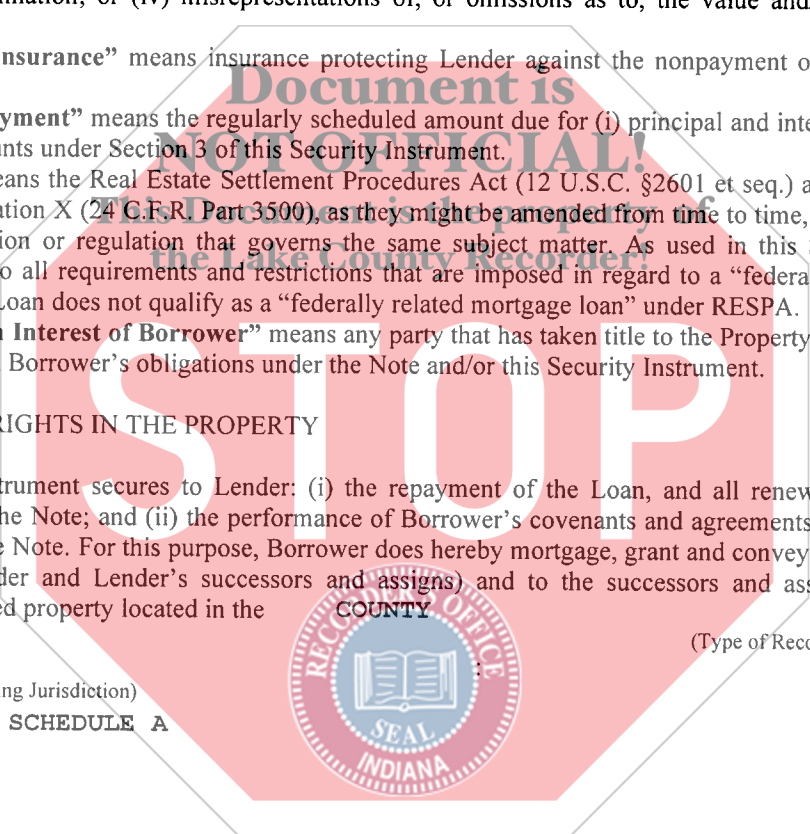 or (iv) misrepresentations of, or omissions as to, the value and
nsurance” means insurance protecting Lender against the nonpayment o
Document is
yment” means the regularly scheduled amount due for (i) principal and inte
NOT OFFICIAL!
nts under Section 3 of this Security Instrument.
eans the Real Estate Settlement Procedures Act (12 U.S.C. §2601 et seq.) a
This Document is the property of
ation X (24 C.F.R. Part 3500), as they might be amended from time to time,
ion or regulation that governs the same subject matter. As used in this
the Lake County Recorder!
o all requirements and restrictions that are imposed in regard to a “federa
Loan does not qualify as a “federally related mortgage loan” under RESPA.
n Interest of Borrower” means any party that has taken title to the Property
Borrower’s obligations under the Note and/or this Security Instrument.
STOP
RIGHTS IN THE PROPERTY
trument secures to Lender: (i) the repayment of the Loan, and all renew
he Note; and (ii) the performance of Borrower’s covenants and agreements
e Note. For this purpose, Borrower does hereby mortgage, grant and convey
der and Lender’s successors and assigns) and to the successors and ass
ed property located in the COUNTY
(Type of Reco
:
ng Jurisdiction)
SCHEDULE A
RECORDER'S OFFICE
SEAL
INDIANA